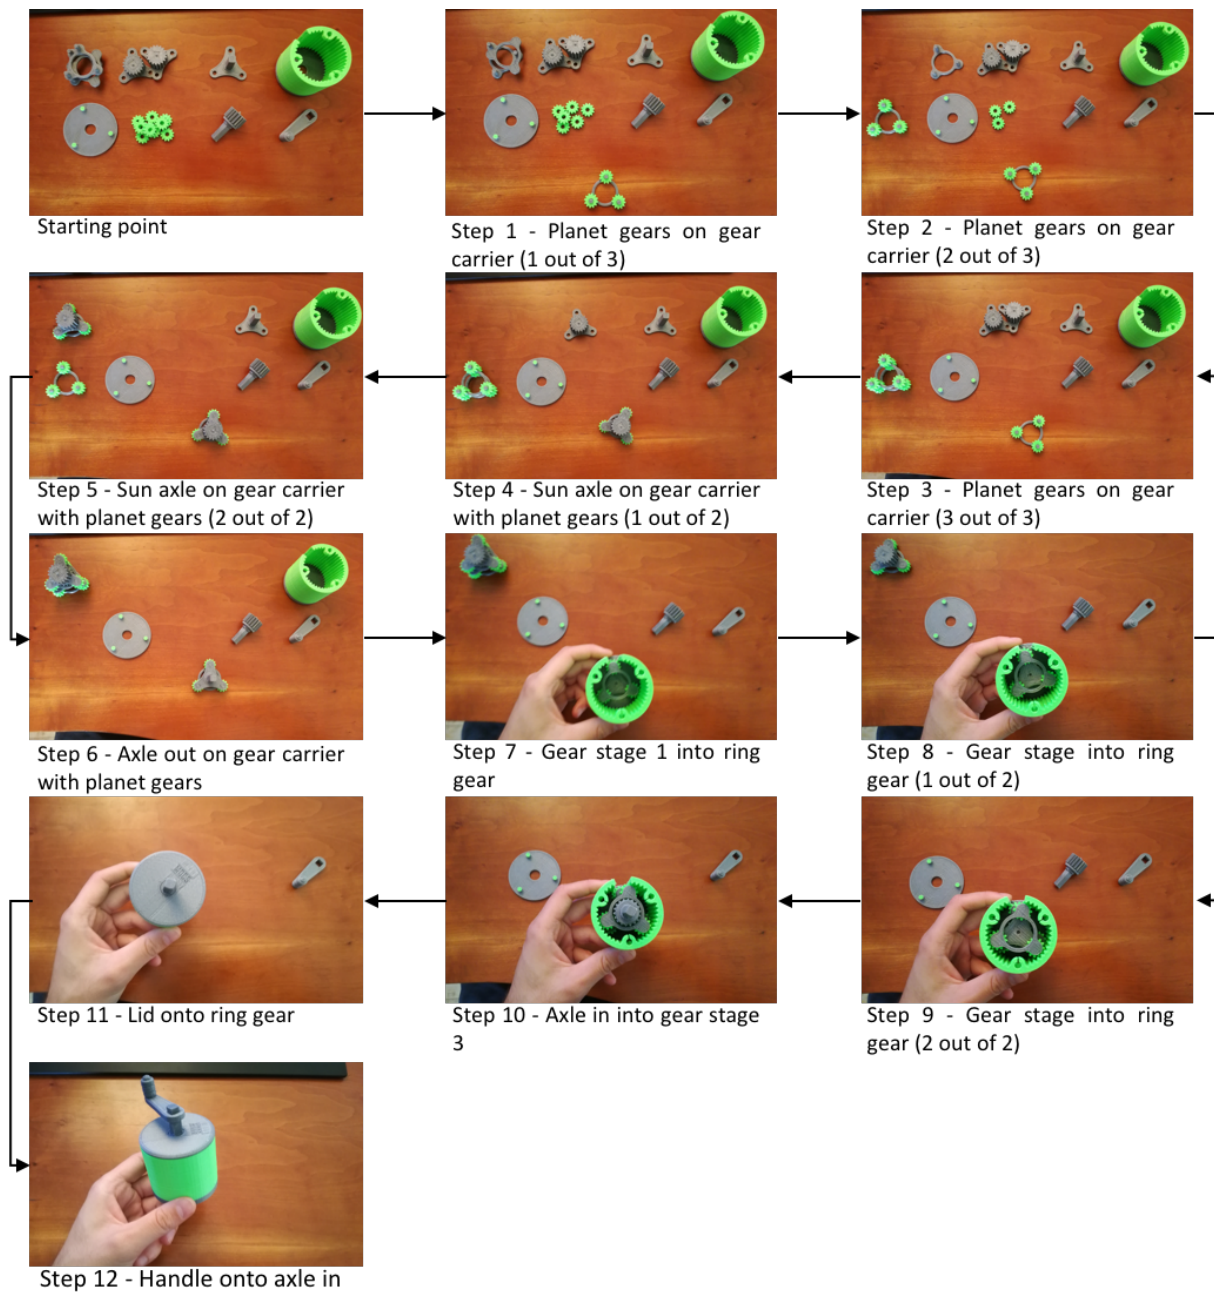 Starting point
Step 1 - Planet gears on gear
carrier (1 out of 3)
Step 2 - Planet gears on gear
carrier (2 out of 3)
Step 3 - Planet gears on gear
carrier (3 out of 3)
Step 4 - Sun axle on gear carrier
with planet gears (1 out of 2)
Step 5 - Sun axle on gear carrier
with planet gears (2 out of 2)
Step 6 - Axle out on gear carrier
with planet gears
Step 7 - Gear stage 1 into ring
gear
Step 8 - Gear stage into ring
gear (1 out of 2)
Step 9 - Gear stage into ring
gear (2 out of 2)
Step 10 - Axle in into gear stage
3
Step 11 - Lid onto ring gear
Step 12 - Handle onto axle in